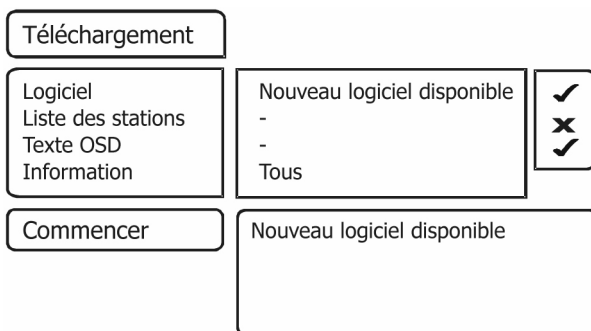 Téléchargement
Logiciel Nouveau logiciel disponible ✓
Liste des stations - ✗
Texte OSD - ✓
Information Tous
Commencer Nouveau logiciel disponible